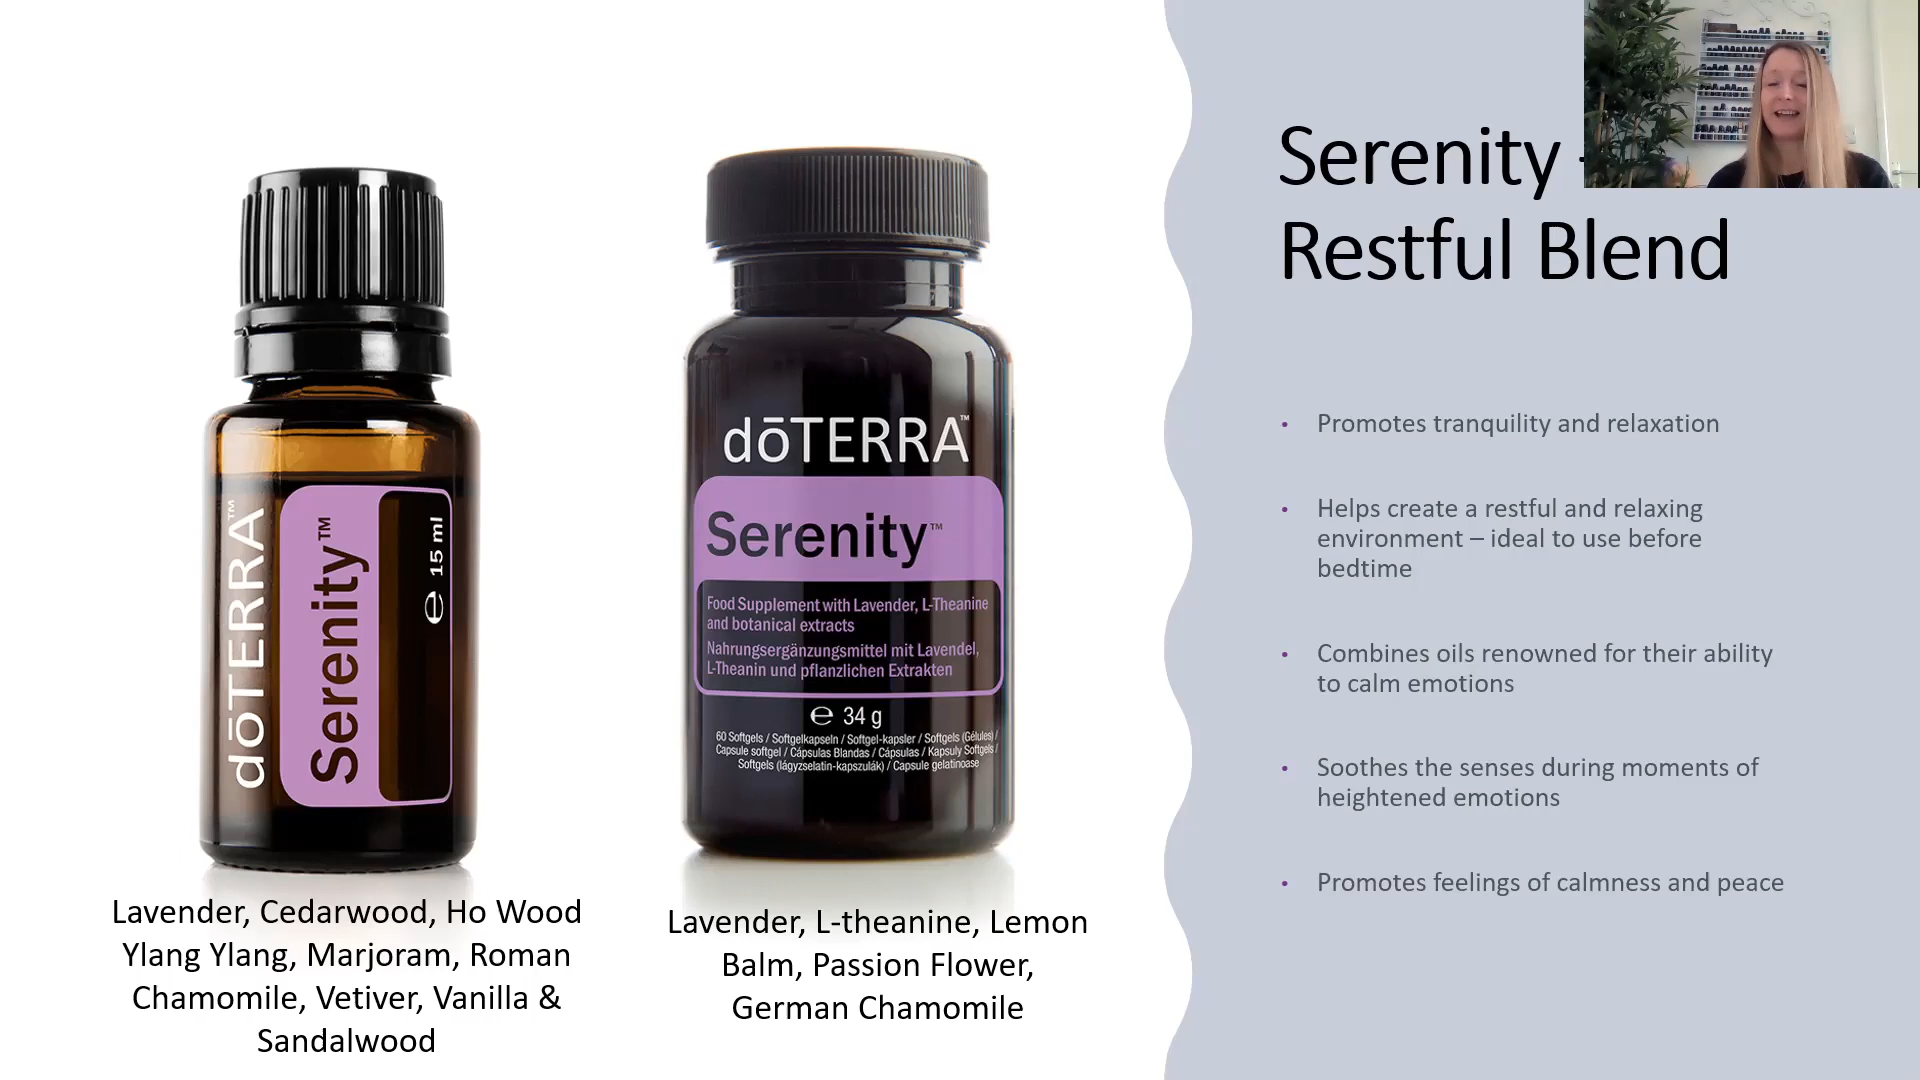 Serenity -
Restful Blend
dōTERRA™
Serenity™
e 15 ml
dōTERRA™
Serenity™
Food Supplement with Lavender, L-Theanine
and botanical extracts
Nahrungsergänzungsmittel mit Lavendel,
L-Theanin und pflanzlichen Extrakten
℮ 34 g
60 Softgels / Softgelkapseln / Softgel-kapsler / Softgels (Gélules) /
Capsule softgel / Cápsulas Blandas / Cápsulas / Kapsuly Softgels /
Softgels (lágyzselatin-kapszulák) / Capsule gelatinoase
Lavender, Cedarwood, Ho Wood
Ylang Ylang, Marjoram, Roman
Chamomile, Vetiver, Vanilla &
Sandalwood
Lavender, L-theanine, Lemon
Balm, Passion Flower,
German Chamomile
• Promotes tranquility and relaxation
• Helps create a restful and relaxing
environment – ideal to use before
bedtime
• Combines oils renowned for their ability
to calm emotions
• Soothes the senses during moments of
heightened emotions
• Promotes feelings of calmness and peace